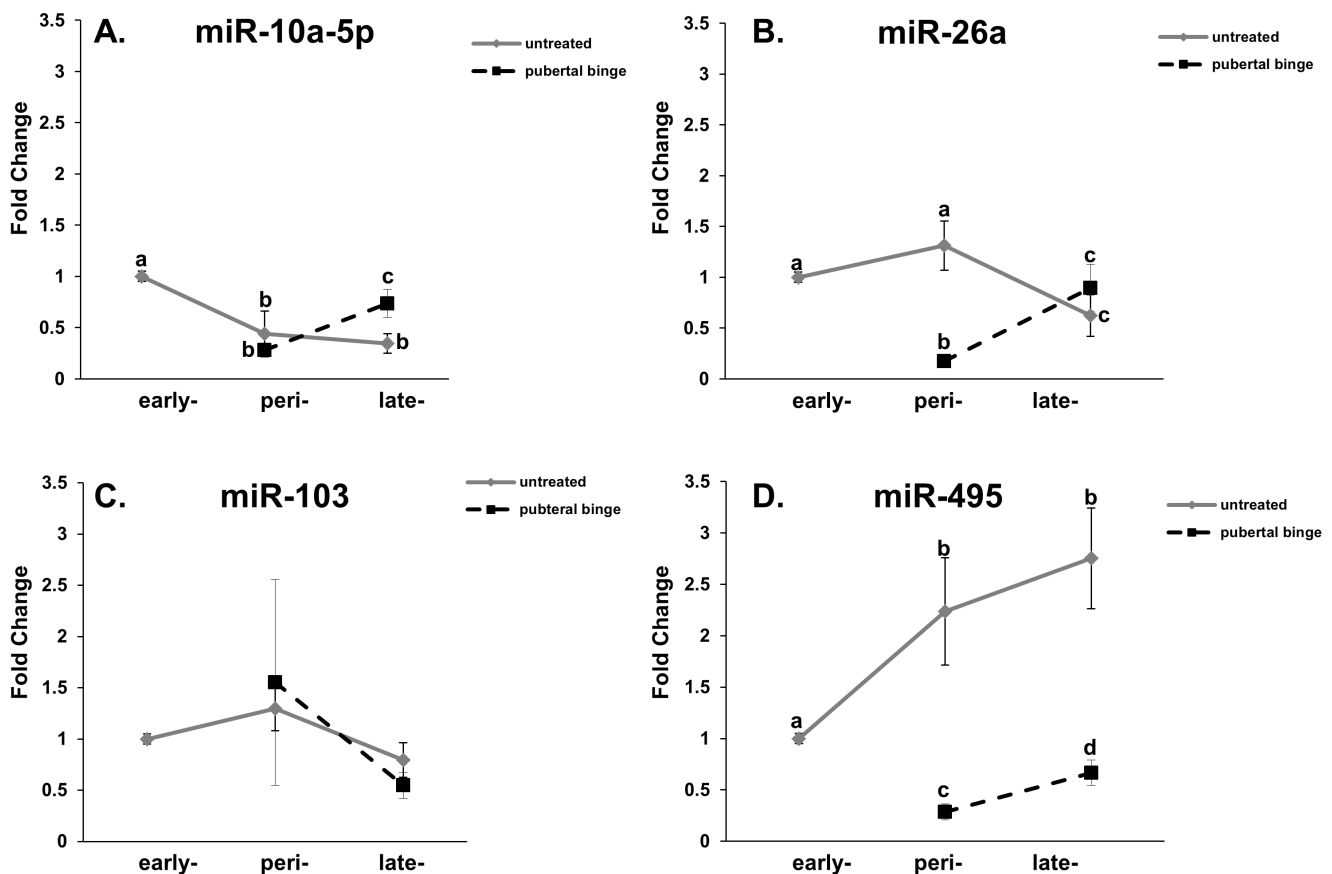 A. miR-10a-5p
untreated
pubertal binge
Fold Change
3.5
3
2.5
2
1.5
1
0.5
0
a
b
b
c
b
early- peri- late-
B. miR-26a
untreated
pubertal binge
Fold Change
3.5
3
2.5
2
1.5
1
0.5
0
a
a
b
c
c
early- peri- late-
C. miR-103
untreated
pubteral binge
Fold Change
3.5
3
2.5
2
1.5
1
0.5
0
early- peri- late-
D. miR-495
untreated
pubertal binge
Fold Change
3.5
3
2.5
2
1.5
1
0.5
0
a
b
b
c
d
early- peri- late-